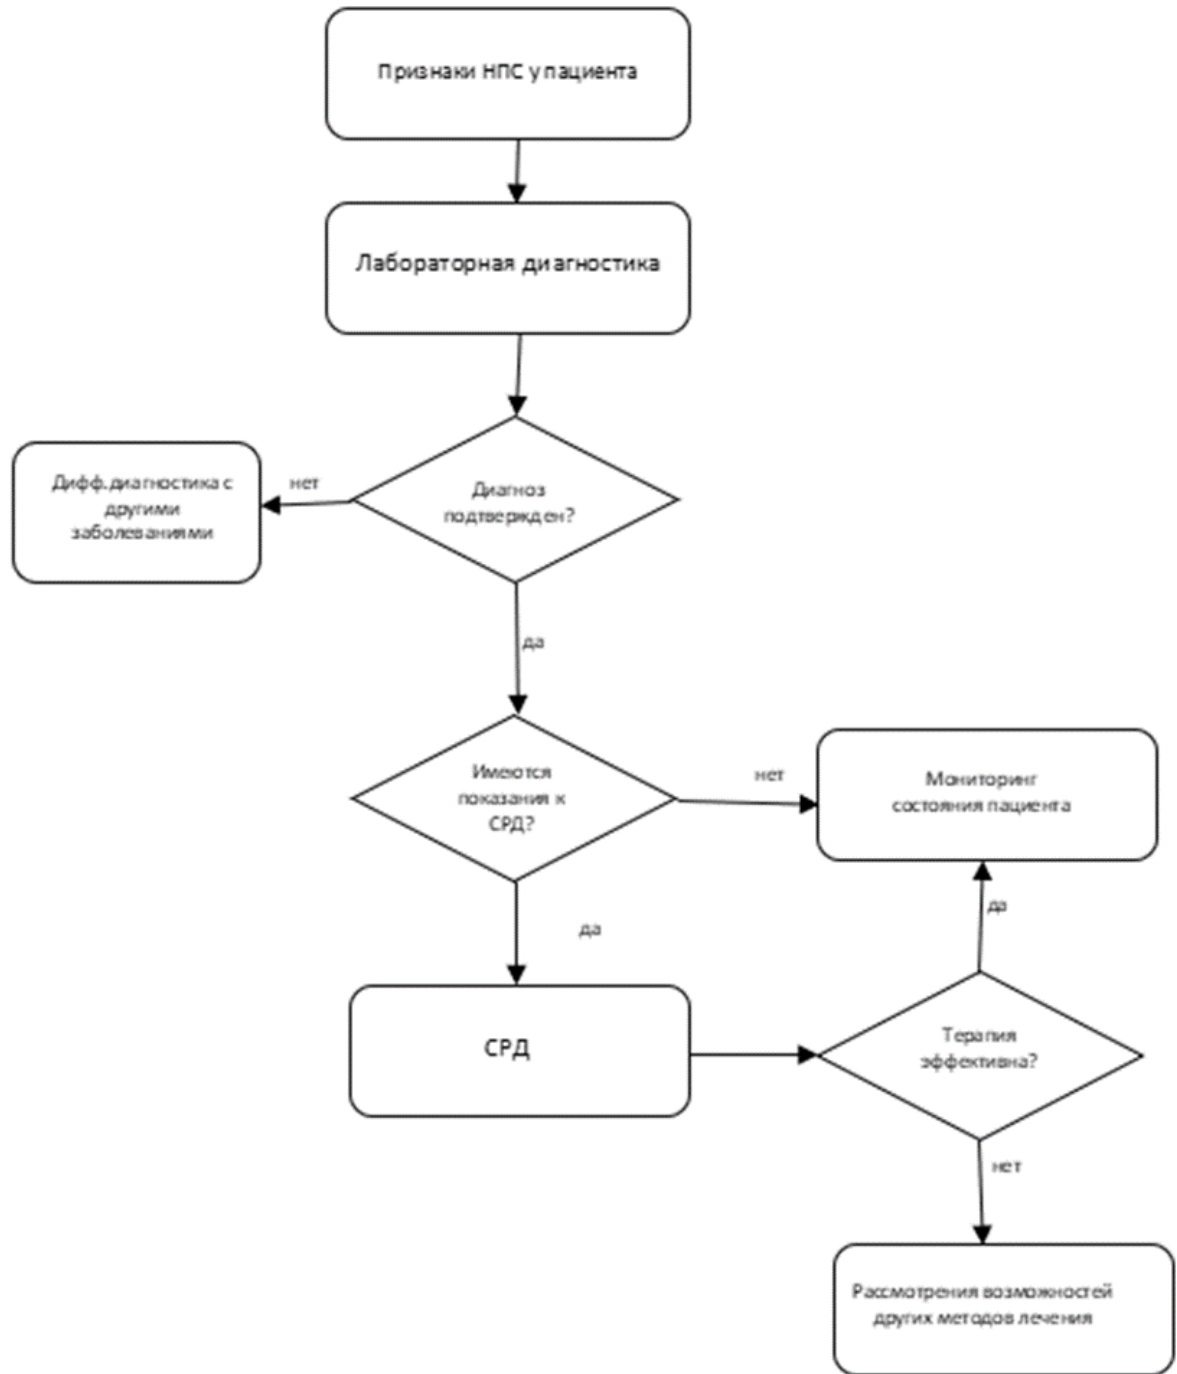 Признаки НПС у пациента
Лабораторная диагностика
Диагноз
подтвержден?
нет
Дифф.диагностика с
другими
заболеваниями
да
Имеются
показания к
СРД?
нет
Мониторинг
состояния пациента
да
СРД
Терапия
эффективна?
да
нет
Рассмотрения возможностей
других методов лечения